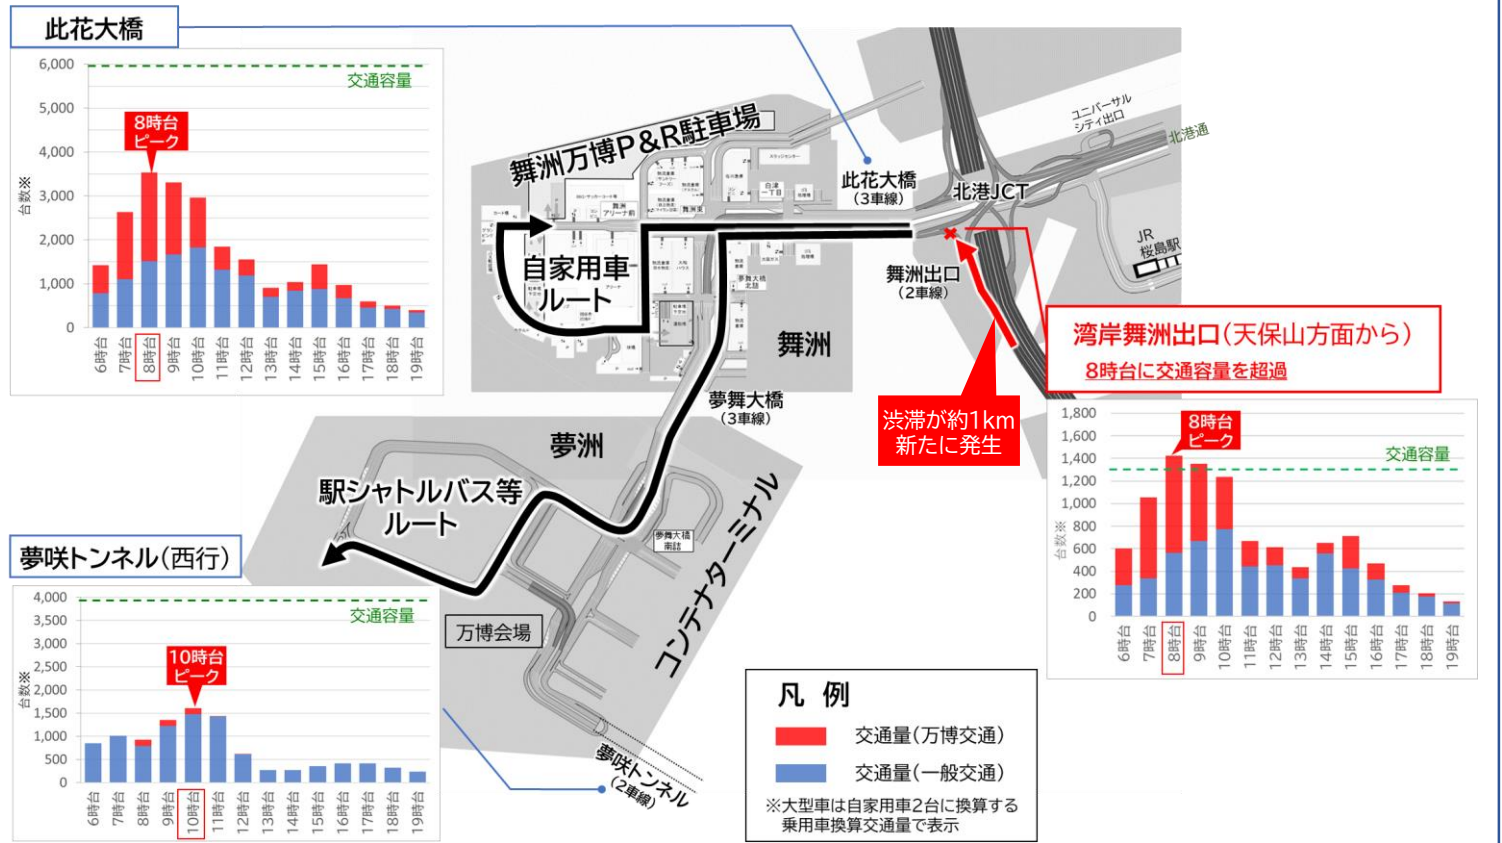 此花大橋
6,000
5,000
4,000
3,000
2,000
1,000
0
台数※
交通容量
8時台
ピーク
6時台
7時台
8時台
9時台
10時台
11時台
12時台
13時台
14時台
15時台
16時台
17時台
18時台
19時台
舞洲万博P&R駐車場
此花大橋
(3車線)
北港JCT
ユニバーサル
シティ出口
北港通
JR
桜島駅
舞洲
アリーナ前
舞洲東
自家用車
ルート
舞洲出口
(2車線)
夢舞大橋
北詰
舞洲
湾岸舞洲出口(天保山方面から)
8時台に交通容量を超過
渋滞が約1km
新たに発生
夢舞大橋
(3車線)
夢洲
駅シャトルバス等
ルート
夢舞大橋
南詰
コンテナターミナル
万博会場
夢咲トンネル
(2車線)
1,800
1,600
1,400
1,200
1,000
800
600
400
200
0
台数※
8時台
ピーク
交通容量
6時台
7時台
8時台
9時台
10時台
11時台
12時台
13時台
14時台
15時台
16時台
17時台
18時台
19時台
夢咲トンネル(西行)
4,000
3,500
3,000
2,500
2,000
1,500
1,000
500
0
台数※
交通容量
10時台
ピーク
6時台
7時台
8時台
9時台
10時台
11時台
12時台
13時台
14時台
15時台
16時台
17時台
18時台
19時台
凡 例
交通量(万博交通)
交通量(一般交通)
※大型車は自家用車2台に換算する
乗用車換算交通量で表示